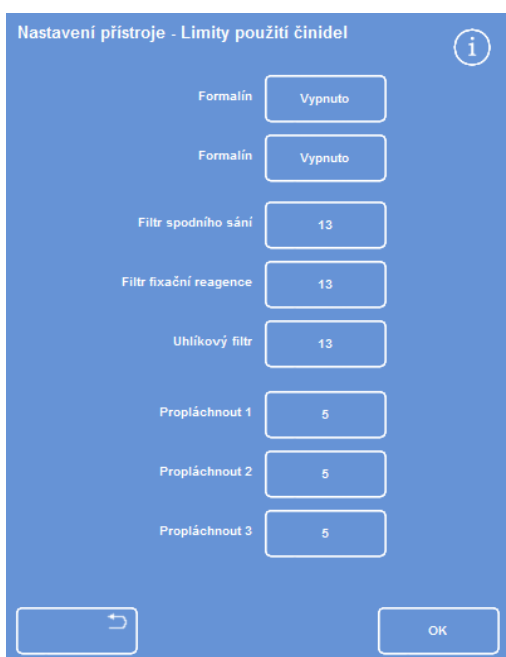 Nastavení přístroje - Limity použití činidel
i
Formalín Vypnuto
Formalín Vypnuto
Filtr spodního sání 13
Filtr fixační reagence 13
Uhlíkový filtr 13
Propláchnout 1 5
Propláchnout 2 5
Propláchnout 3 5
OK